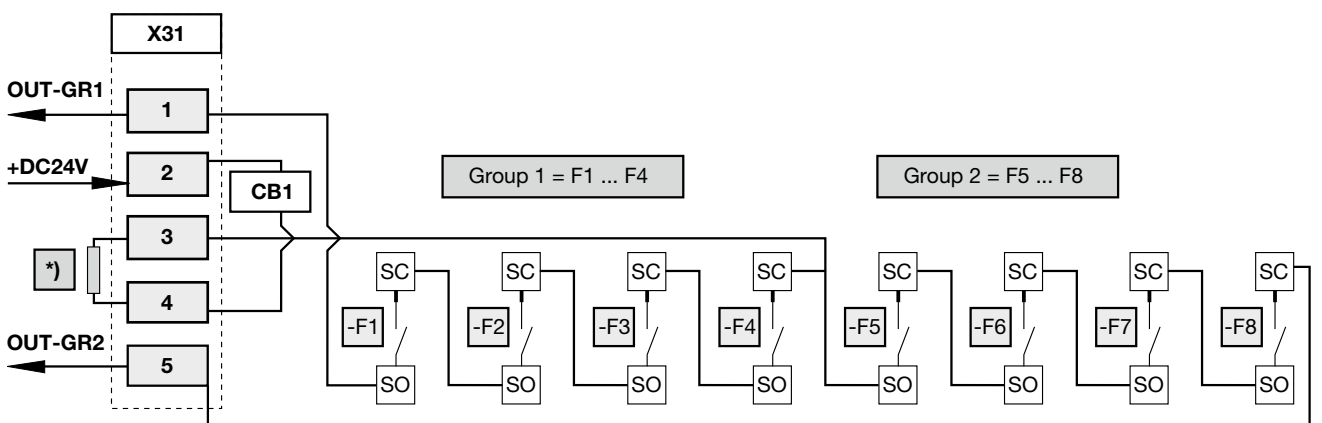 X31
OUT-GR1
1
+DC24V
2
CB1
Group 1 = F1 ... F4
Group 2 = F5 ... F8
3
*)
4
OUT-GR2
5
SC SC SC SC SC SC SC SC
-F1 -F2 -F3 -F4 -F5 -F6 -F7 -F8
SO SO SO SO SO SO SO SO